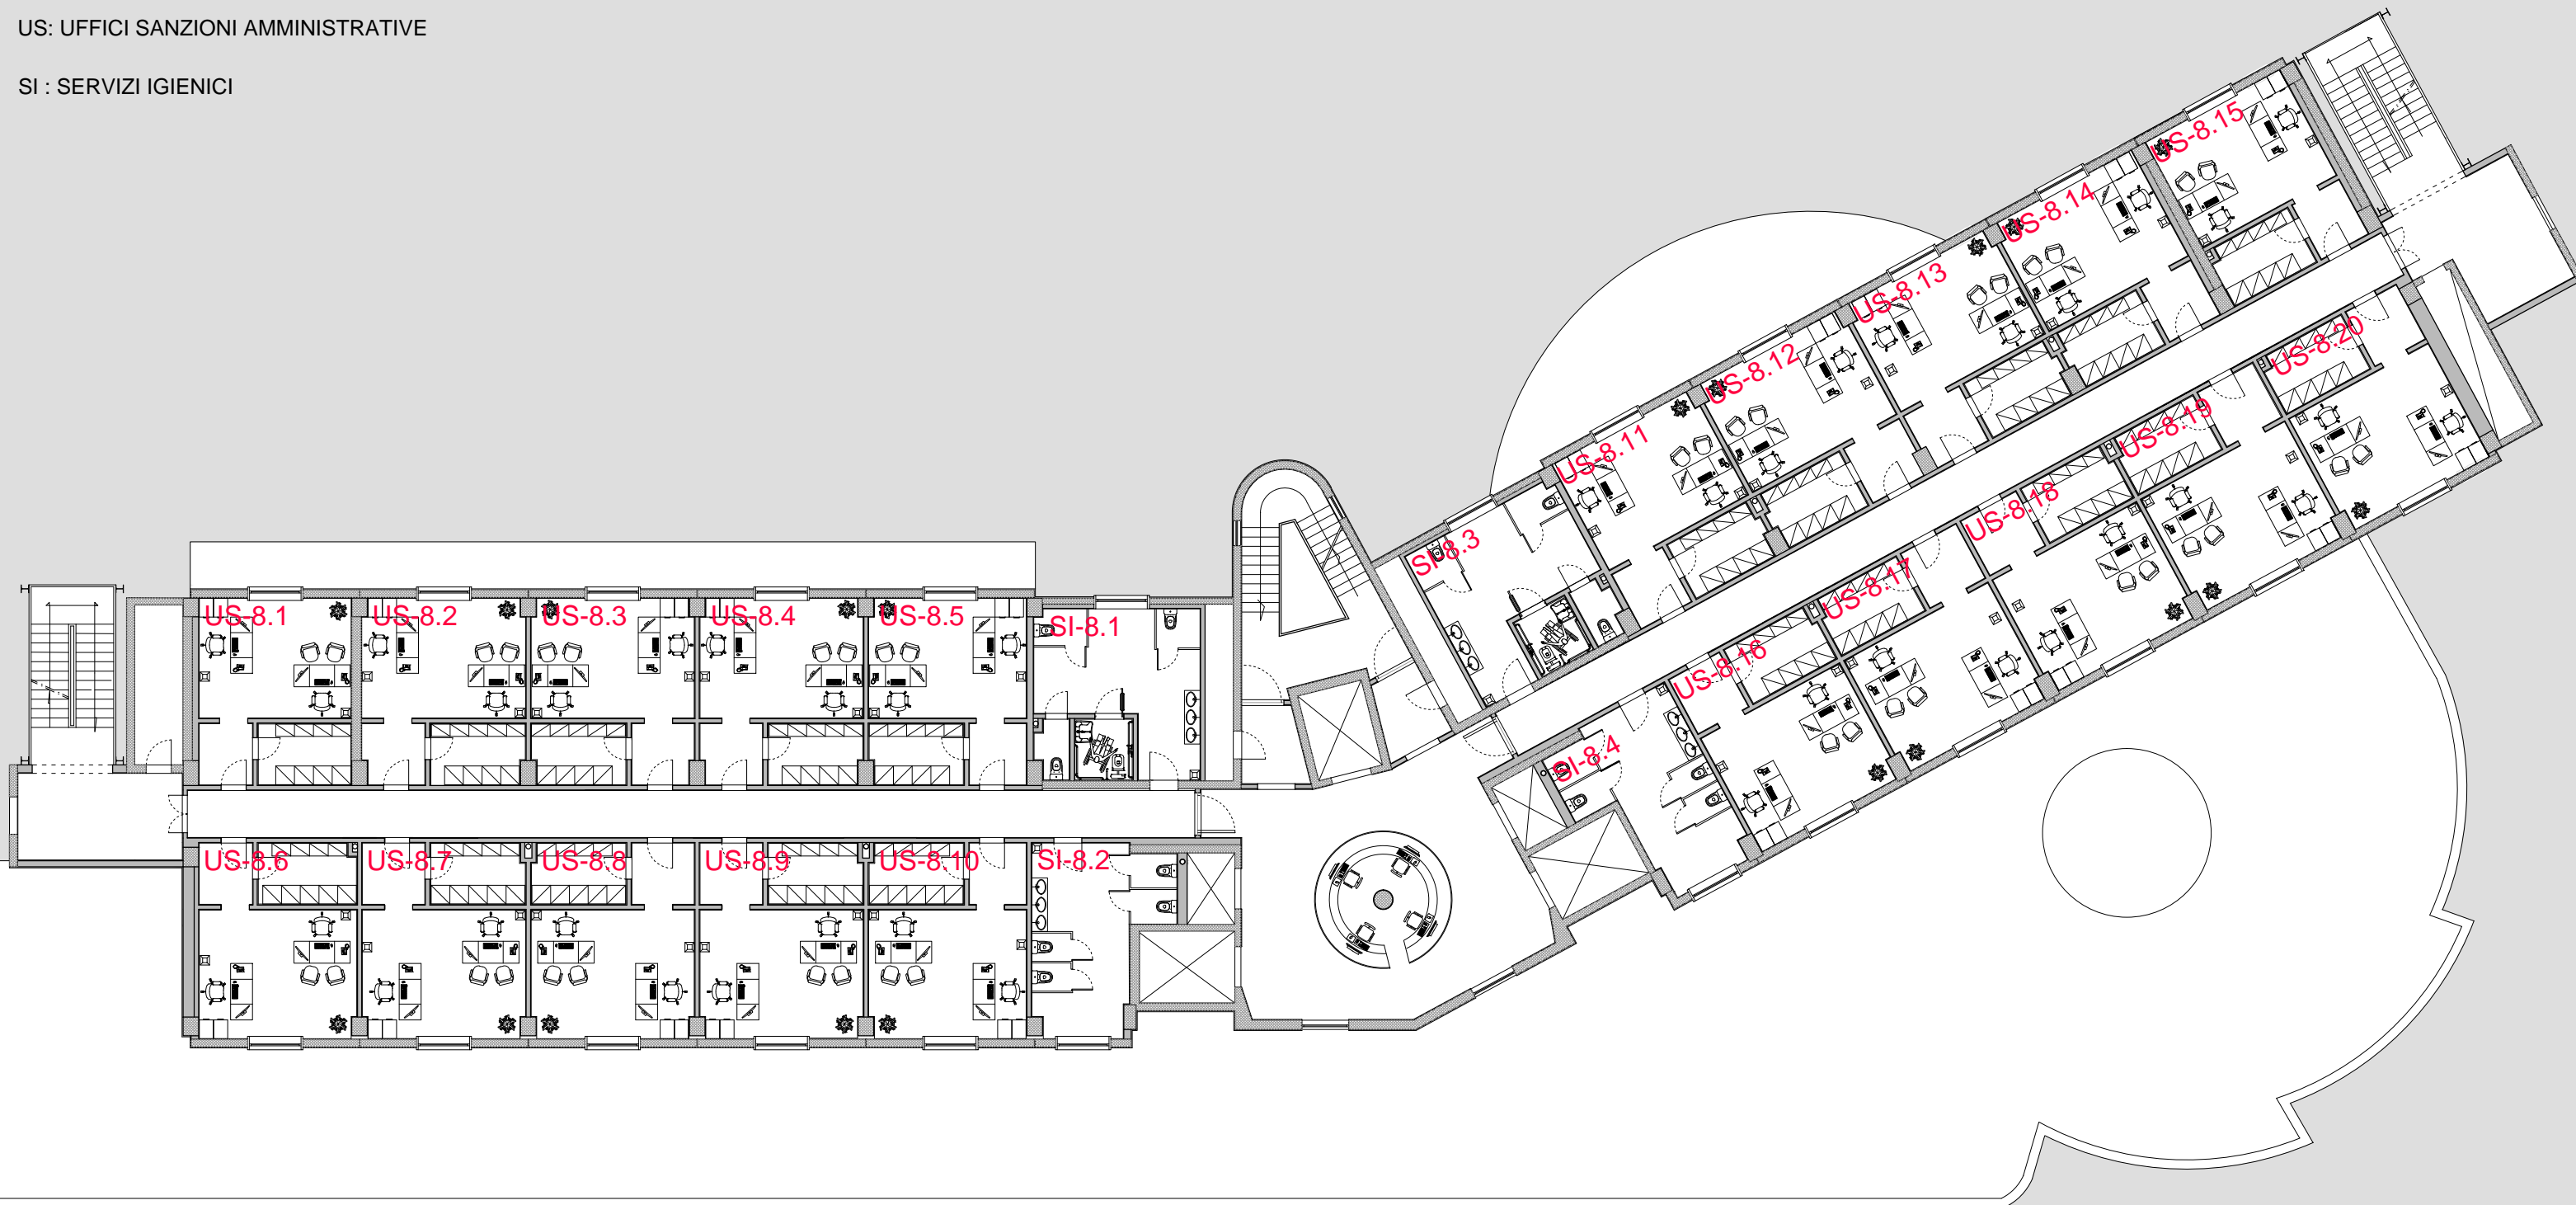 US: UFFICI SANZIONI AMMINISTRATIVE
SI : SERVIZI IGIENICI
US-8.15
US-8.14
US-8.13
US-8.12
US-8.11
SI-8.3
US-8.20
US-8.19
US-8.18
US-8.17
US-8.16
SI-8.4
US-8.1
US-8.2
US-8.3
US-8.4
US-8.5
SI-8.1
US-8.6
US-8.7
US-8.8
US-8.9
US-8.10
SI-8.2